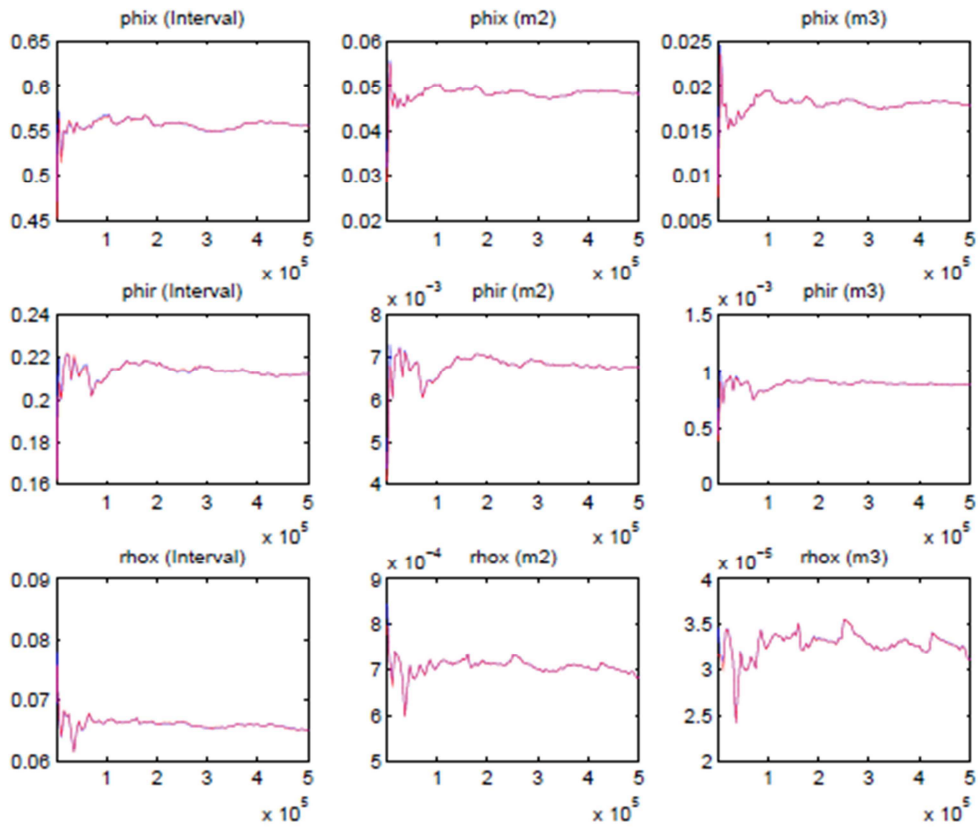 phix (Interval)
0.65
0.6
0.55
0.5
0.45
1 2 3 4 5
x 10^5
phix (m2)
0.06
0.05
0.04
0.03
0.02
1 2 3 4 5
x 10^5
phix (m3)
0.025
0.02
0.015
0.01
0.005
1 2 3 4 5
x 10^5
phir (Interval)
0.24
0.22
0.2
0.18
0.16
1 2 3 4 5
x 10^5
x 10^-3
phir (m2)
8
7
6
5
4
1 2 3 4 5
x 10^5
x 10^-3
phir (m3)
1.5
1
0.5
0
1 2 3 4 5
x 10^5
rhox (Interval)
0.09
0.08
0.07
0.06
1 2 3 4 5
x 10^5
x 10^-4
rhox (m2)
9
8
7
6
5
1 2 3 4 5
x 10^5
x 10^-5
rhox (m3)
4
3.5
3
2.5
2
1 2 3 4 5
x 10^5